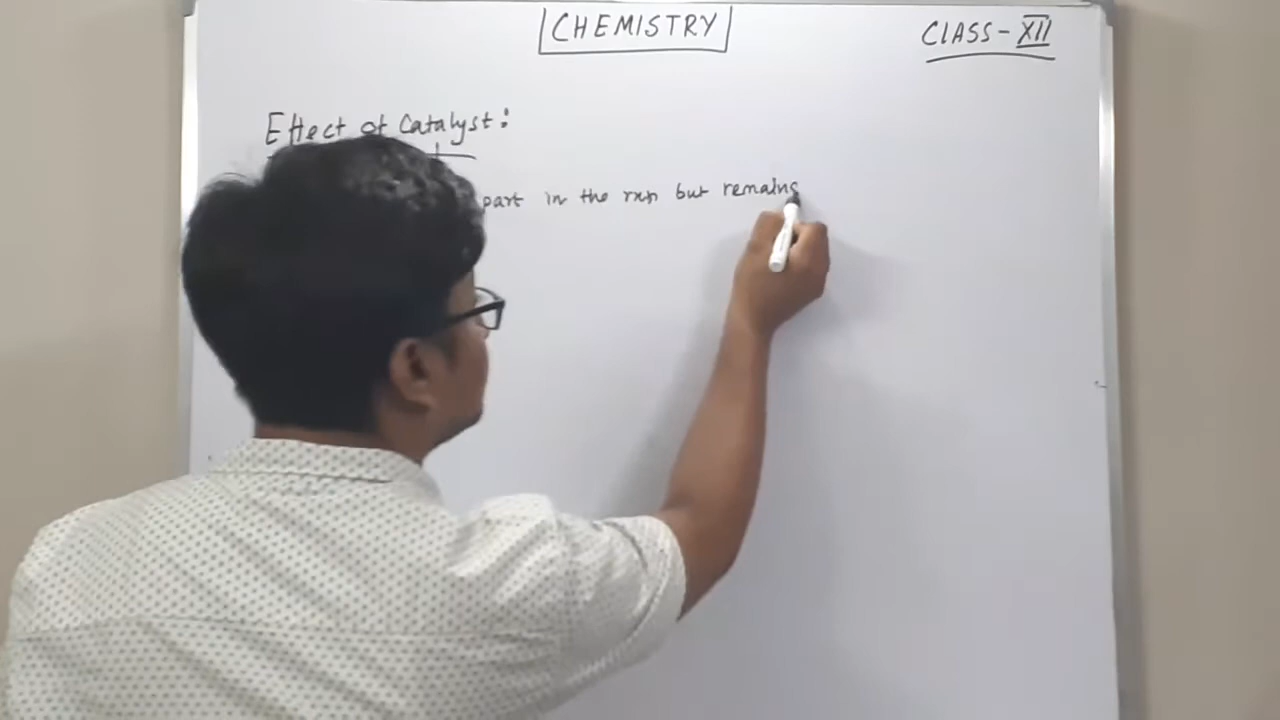 CHEMISTRY
CLASS-XII
Effect of Catalyst:
part in the rxn but remains